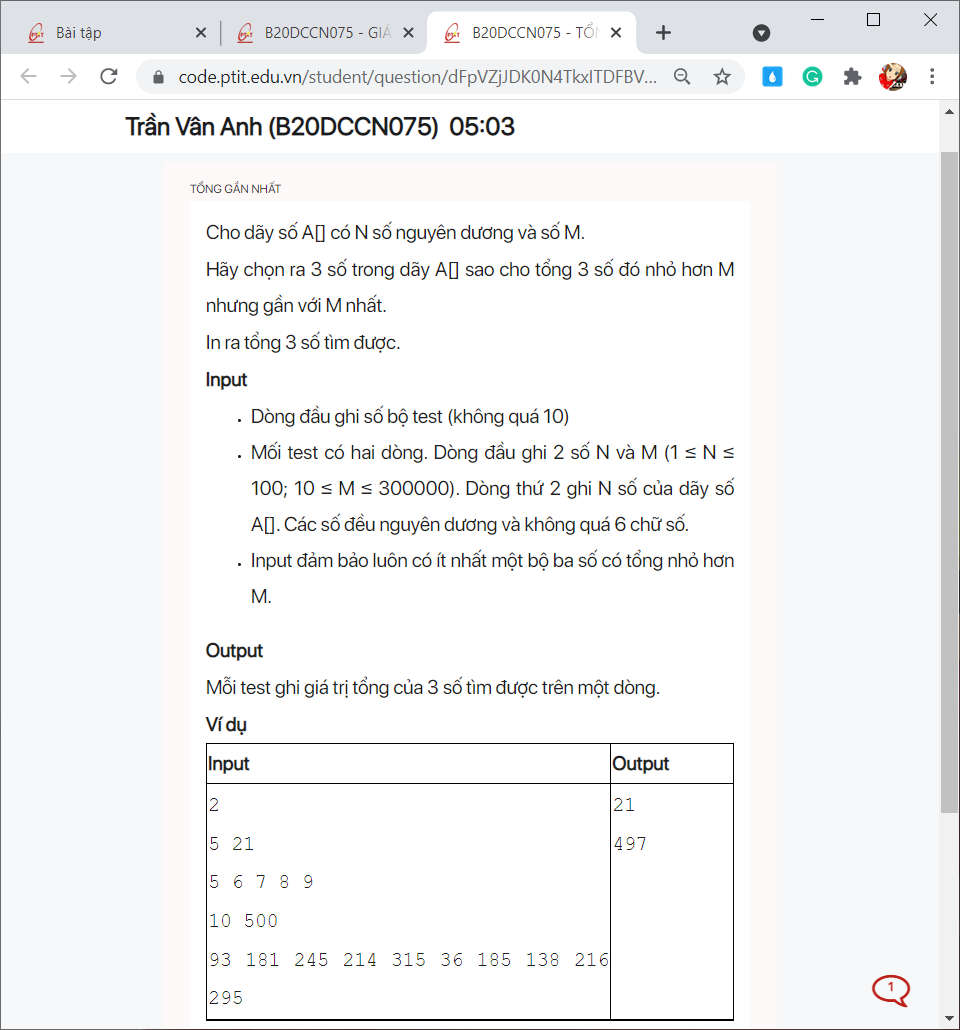 Bài tập
B20DCCN075 - GIÁ
B20DCCN075 - TỔN
code.ptit.edu.vn/student/question/dFpVZjJDK0N4TkxITDFBV...
Trần Vân Anh (B20DCCN075) 05:03
TỔNG GẦN NHẤT
Cho dãy số A[] có N số nguyên dương và số M.
Hãy chọn ra 3 số trong dãy A[] sao cho tổng 3 số đó nhỏ hơn M
nhưng gần với M nhất.
In ra tổng 3 số tìm được.
Input
• Dòng đầu ghi số bộ test (không quá 10)
• Mối test có hai dòng. Dòng đầu ghi 2 số N và M (1 ≤ N ≤
100; 10 ≤ M ≤ 300000). Dòng thứ 2 ghi N số của dãy số
A[]. Các số đều nguyên dương và không quá 6 chữ số.
• Input đảm bảo luôn có ít nhất một bộ ba số có tổng nhỏ hơn
M.
Output
Mỗi test ghi giá trị tổng của 3 số tìm được trên một dòng.
Ví dụ
Input Output
2 21
5 21 497
5 6 7 8 9
10 500
93 181 245 214 315 36 185 138 216
295
1